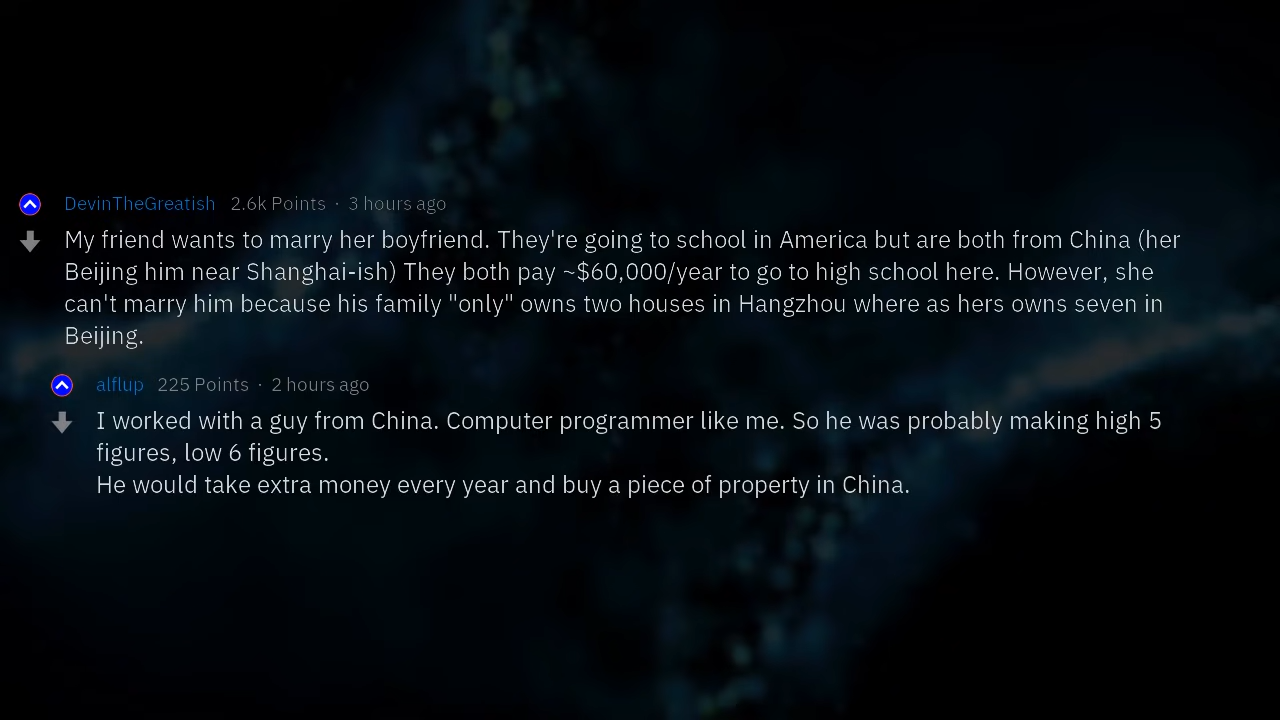 DevinTheGreatish 2.6k Points · 3 hours ago
My friend wants to marry her boyfriend. They're going to school in America but are both from China (her
Beijing him near Shanghai-ish) They both pay ~$60,000/year to go to high school here. However, she
can't marry him because his family "only" owns two houses in Hangzhou where as hers owns seven in
Beijing.
alflup 225 Points · 2 hours ago
I worked with a guy from China. Computer programmer like me. So he was probably making high 5
figures, low 6 figures.
He would take extra money every year and buy a piece of property in China.